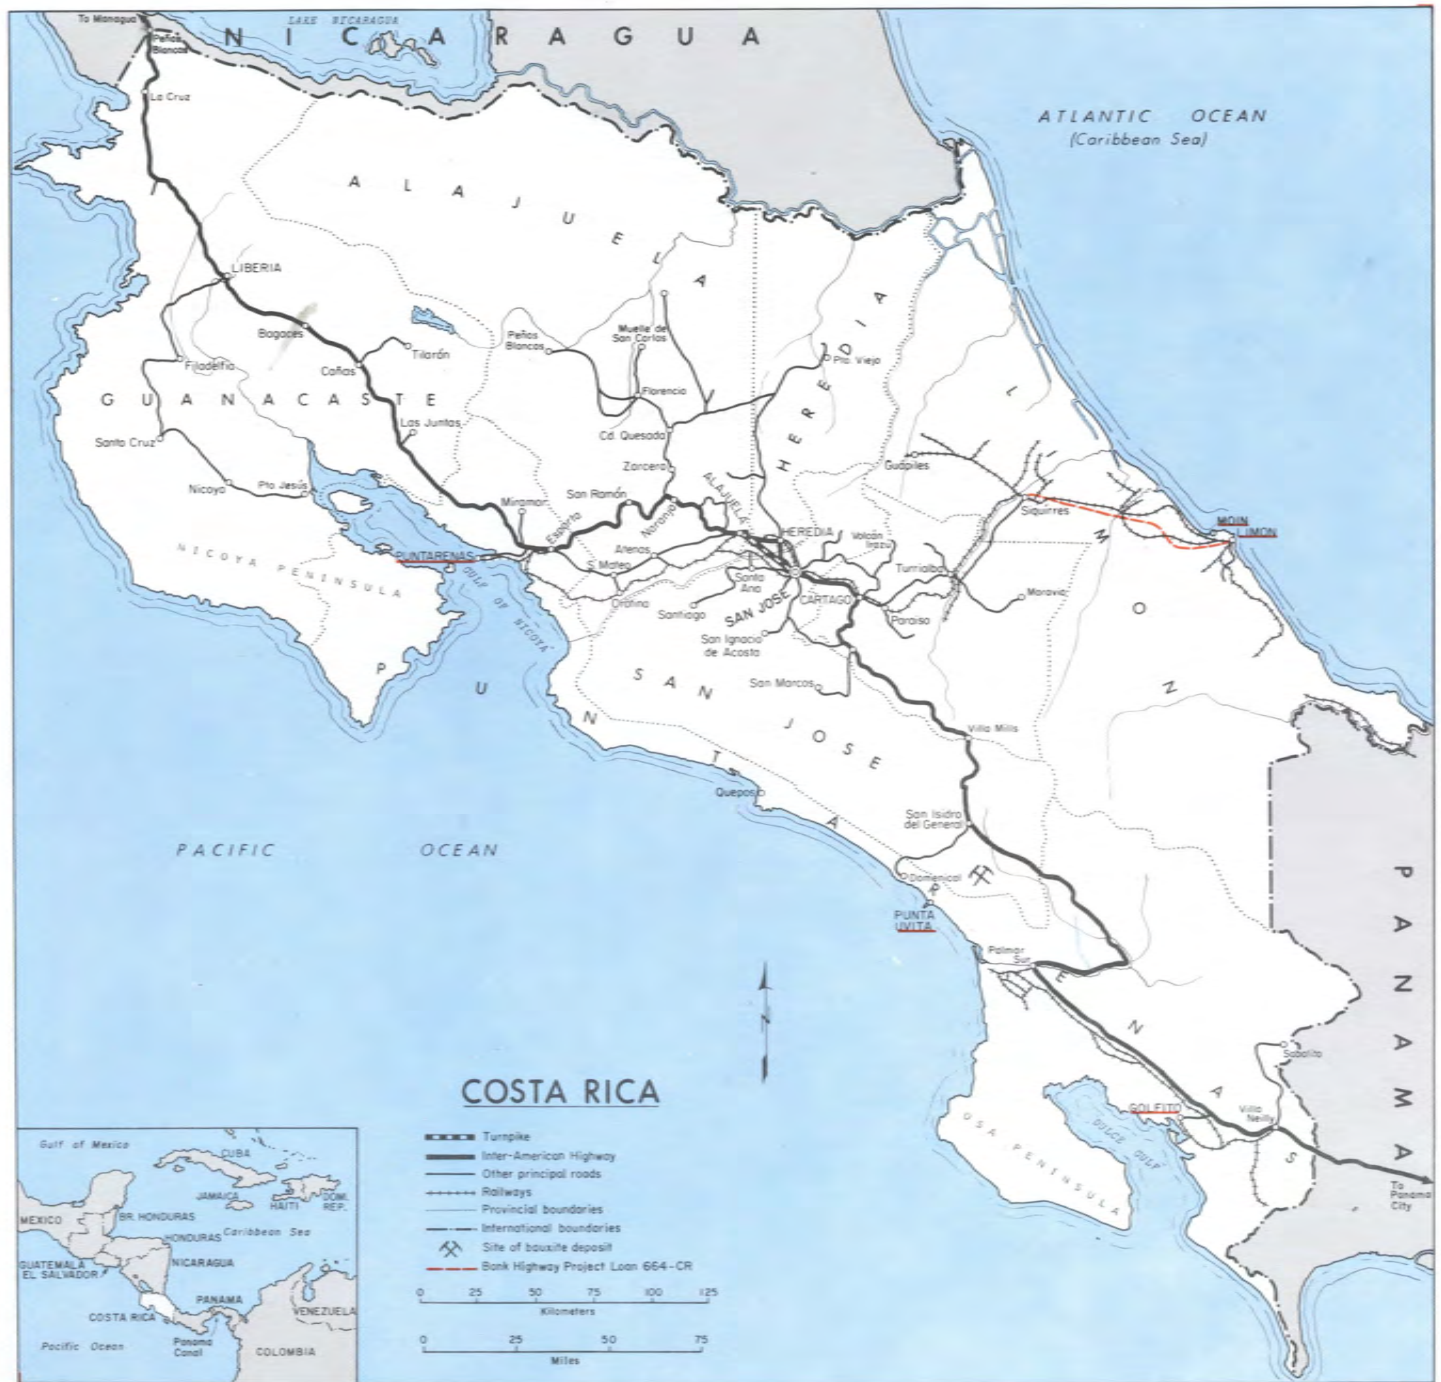 To Managua
LAKE NICARAGUA
NICARAGUA
Peñas
Blancas
La Cruz
ATLANTIC OCEAN
(Caribbean Sea)
ALAJUELA
LIBERIA
Bagaces
Peñas
Blancas
Muelle de
San Carlos
HEREDIA
Pto. Viejo
Filadelfia
Cañas
Tilarán
GUANACASTE
Florencia
LIMON
Las Juntas
Santa Cruz
Cd. Quesada
Zarcero
Guápiles
Nicoya
Pto. Jesús
Miramar
San Ramón
Naranjo
ALAJUELA
Siquirres
MOIN
LIMON
NICOYA PENINSULA
PUNTARENAS
Esparta
Atenas
HEREDIA
Volcán
Irazú
S. Mateo
Turrialba
GULF OF NICOYA
Orotina
Santa
Ana
Santiago
SAN JOSE
CARTAGO
Moravia
Paraiso
San Ignacio
de Acosta
San Marcos
SAN JOSE
PUNTARENAS
Villa Mills
Quepos
San Isidro
del General
PACIFIC OCEAN
Domenical
PUNTA
UVITA
Palmar
Sur
PANAMA
N
Sabalito
COSTA RICA
GOLFITO
Villa
Neilly
DULCE GULF
OSA PENINSULA
To
Panama
City
Turnpike
Inter-American Highway
Other principal roads
Railways
Provincial boundaries
International boundaries
Site of bauxite deposit
Bank Highway Project Loan 664-CR
0 25 50 75 100 125
Kilometers
0 25 50 75
Miles
Gulf of Mexico
CUBA
JAMAICA
HAITI
DOM.
REP.
MEXICO
BR. HONDURAS
HONDURAS
Caribbean Sea
GUATEMALA
EL SALVADOR
NICARAGUA
PANAMA
COSTA RICA
VENEZUELA
Pacific Ocean
Panama
Canal
COLOMBIA